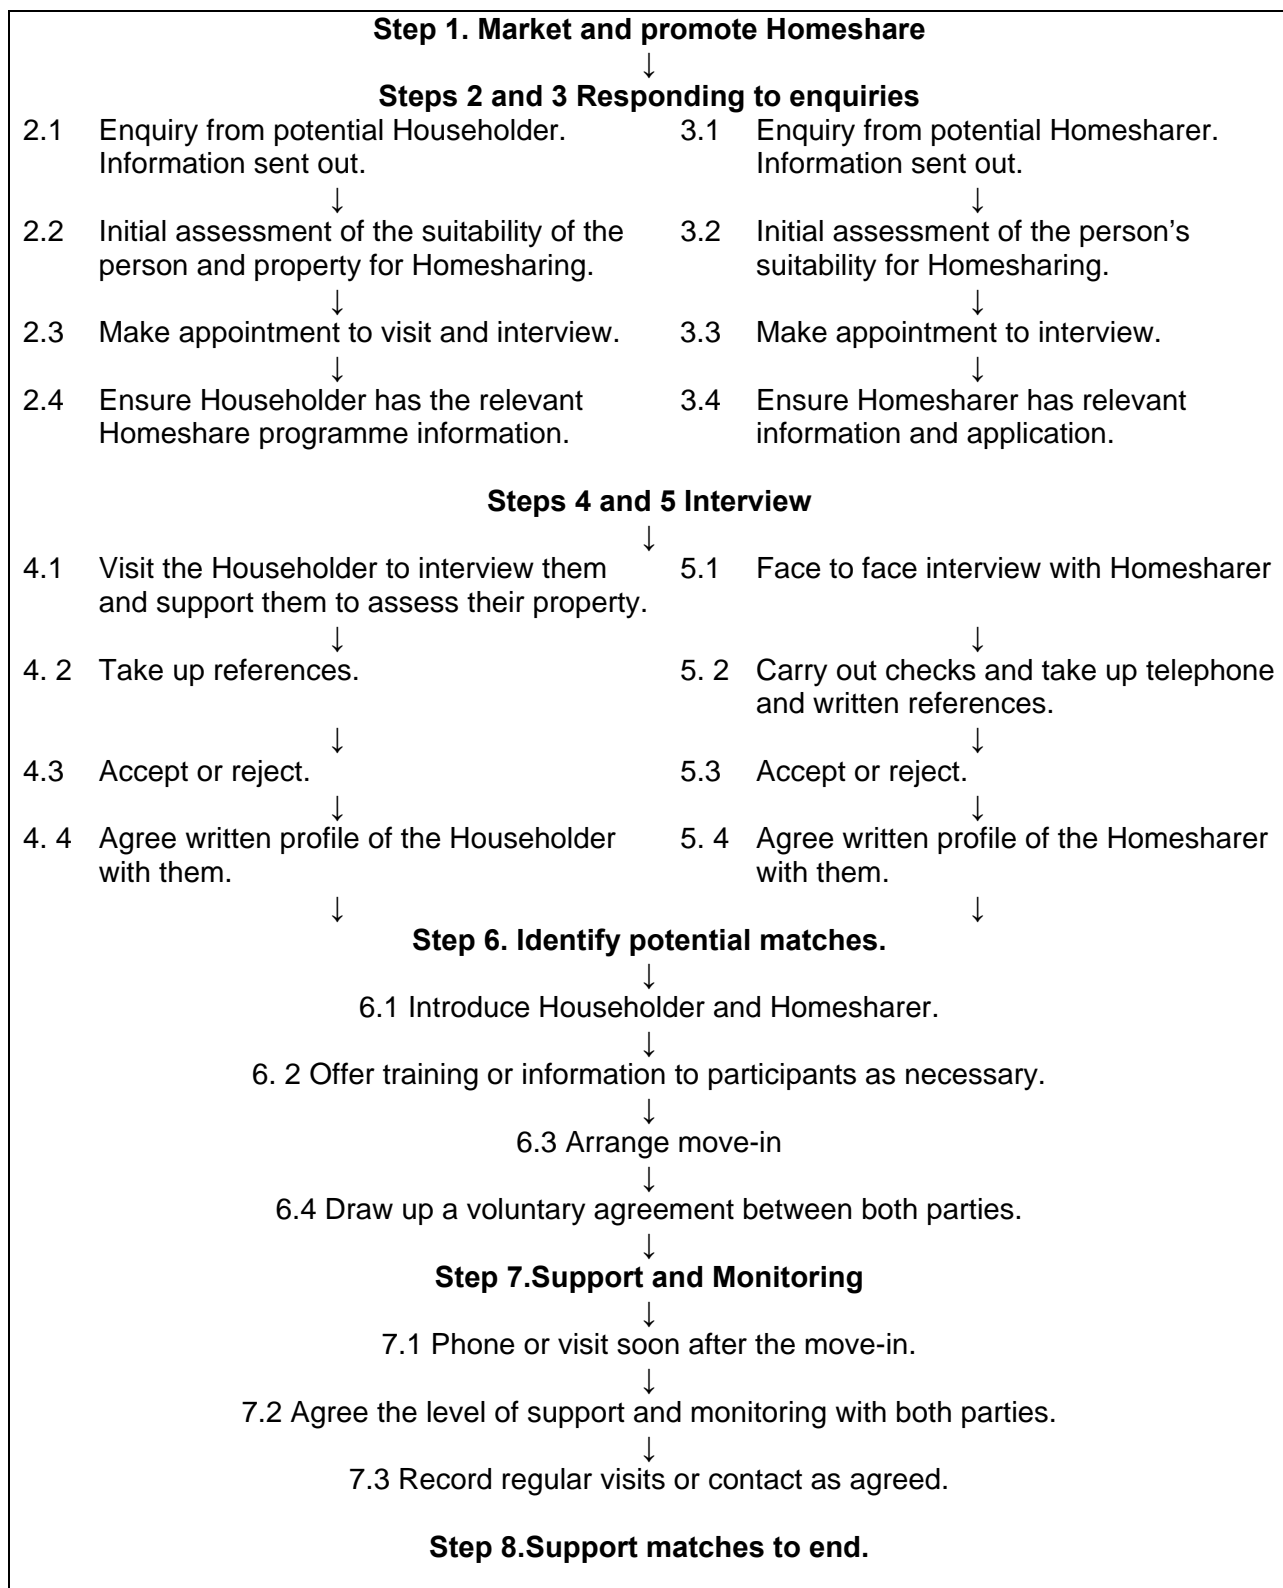 Step 1. Market and promote Homeshare
↓
Steps 2 and 3 Responding to enquiries
2.1 Enquiry from potential Householder. 3.1 Enquiry from potential Homesharer.
Information sent out. Information sent out.
↓ ↓
2.2 Initial assessment of the suitability of the 3.2 Initial assessment of the person’s
person and property for Homesharing. suitability for Homesharing.
↓ ↓
2.3 Make appointment to visit and interview. 3.3 Make appointment to interview.
↓ ↓
2.4 Ensure Householder has the relevant 3.4 Ensure Homesharer has relevant
Homeshare programme information. information and application.
Steps 4 and 5 Interview
↓
4.1 Visit the Householder to interview them 5.1 Face to face interview with Homesharer
and support them to assess their property.
↓ ↓
4. 2 Take up references. 5. 2 Carry out checks and take up telephone
and written references.
↓ ↓
4.3 Accept or reject. 5.3 Accept or reject.
↓ ↓
4. 4 Agree written profile of the Householder 5. 4 Agree written profile of the Homesharer
with them. with them.
↓ ↓
Step 6. Identify potential matches.
↓
6.1 Introduce Householder and Homesharer.
↓
6. 2 Offer training or information to participants as necessary.
↓
6.3 Arrange move-in
↓
6.4 Draw up a voluntary agreement between both parties.
↓
Step 7.Support and Monitoring
↓
7.1 Phone or visit soon after the move-in.
↓
7.2 Agree the level of support and monitoring with both parties.
↓
7.3 Record regular visits or contact as agreed.
Step 8.Support matches to end.